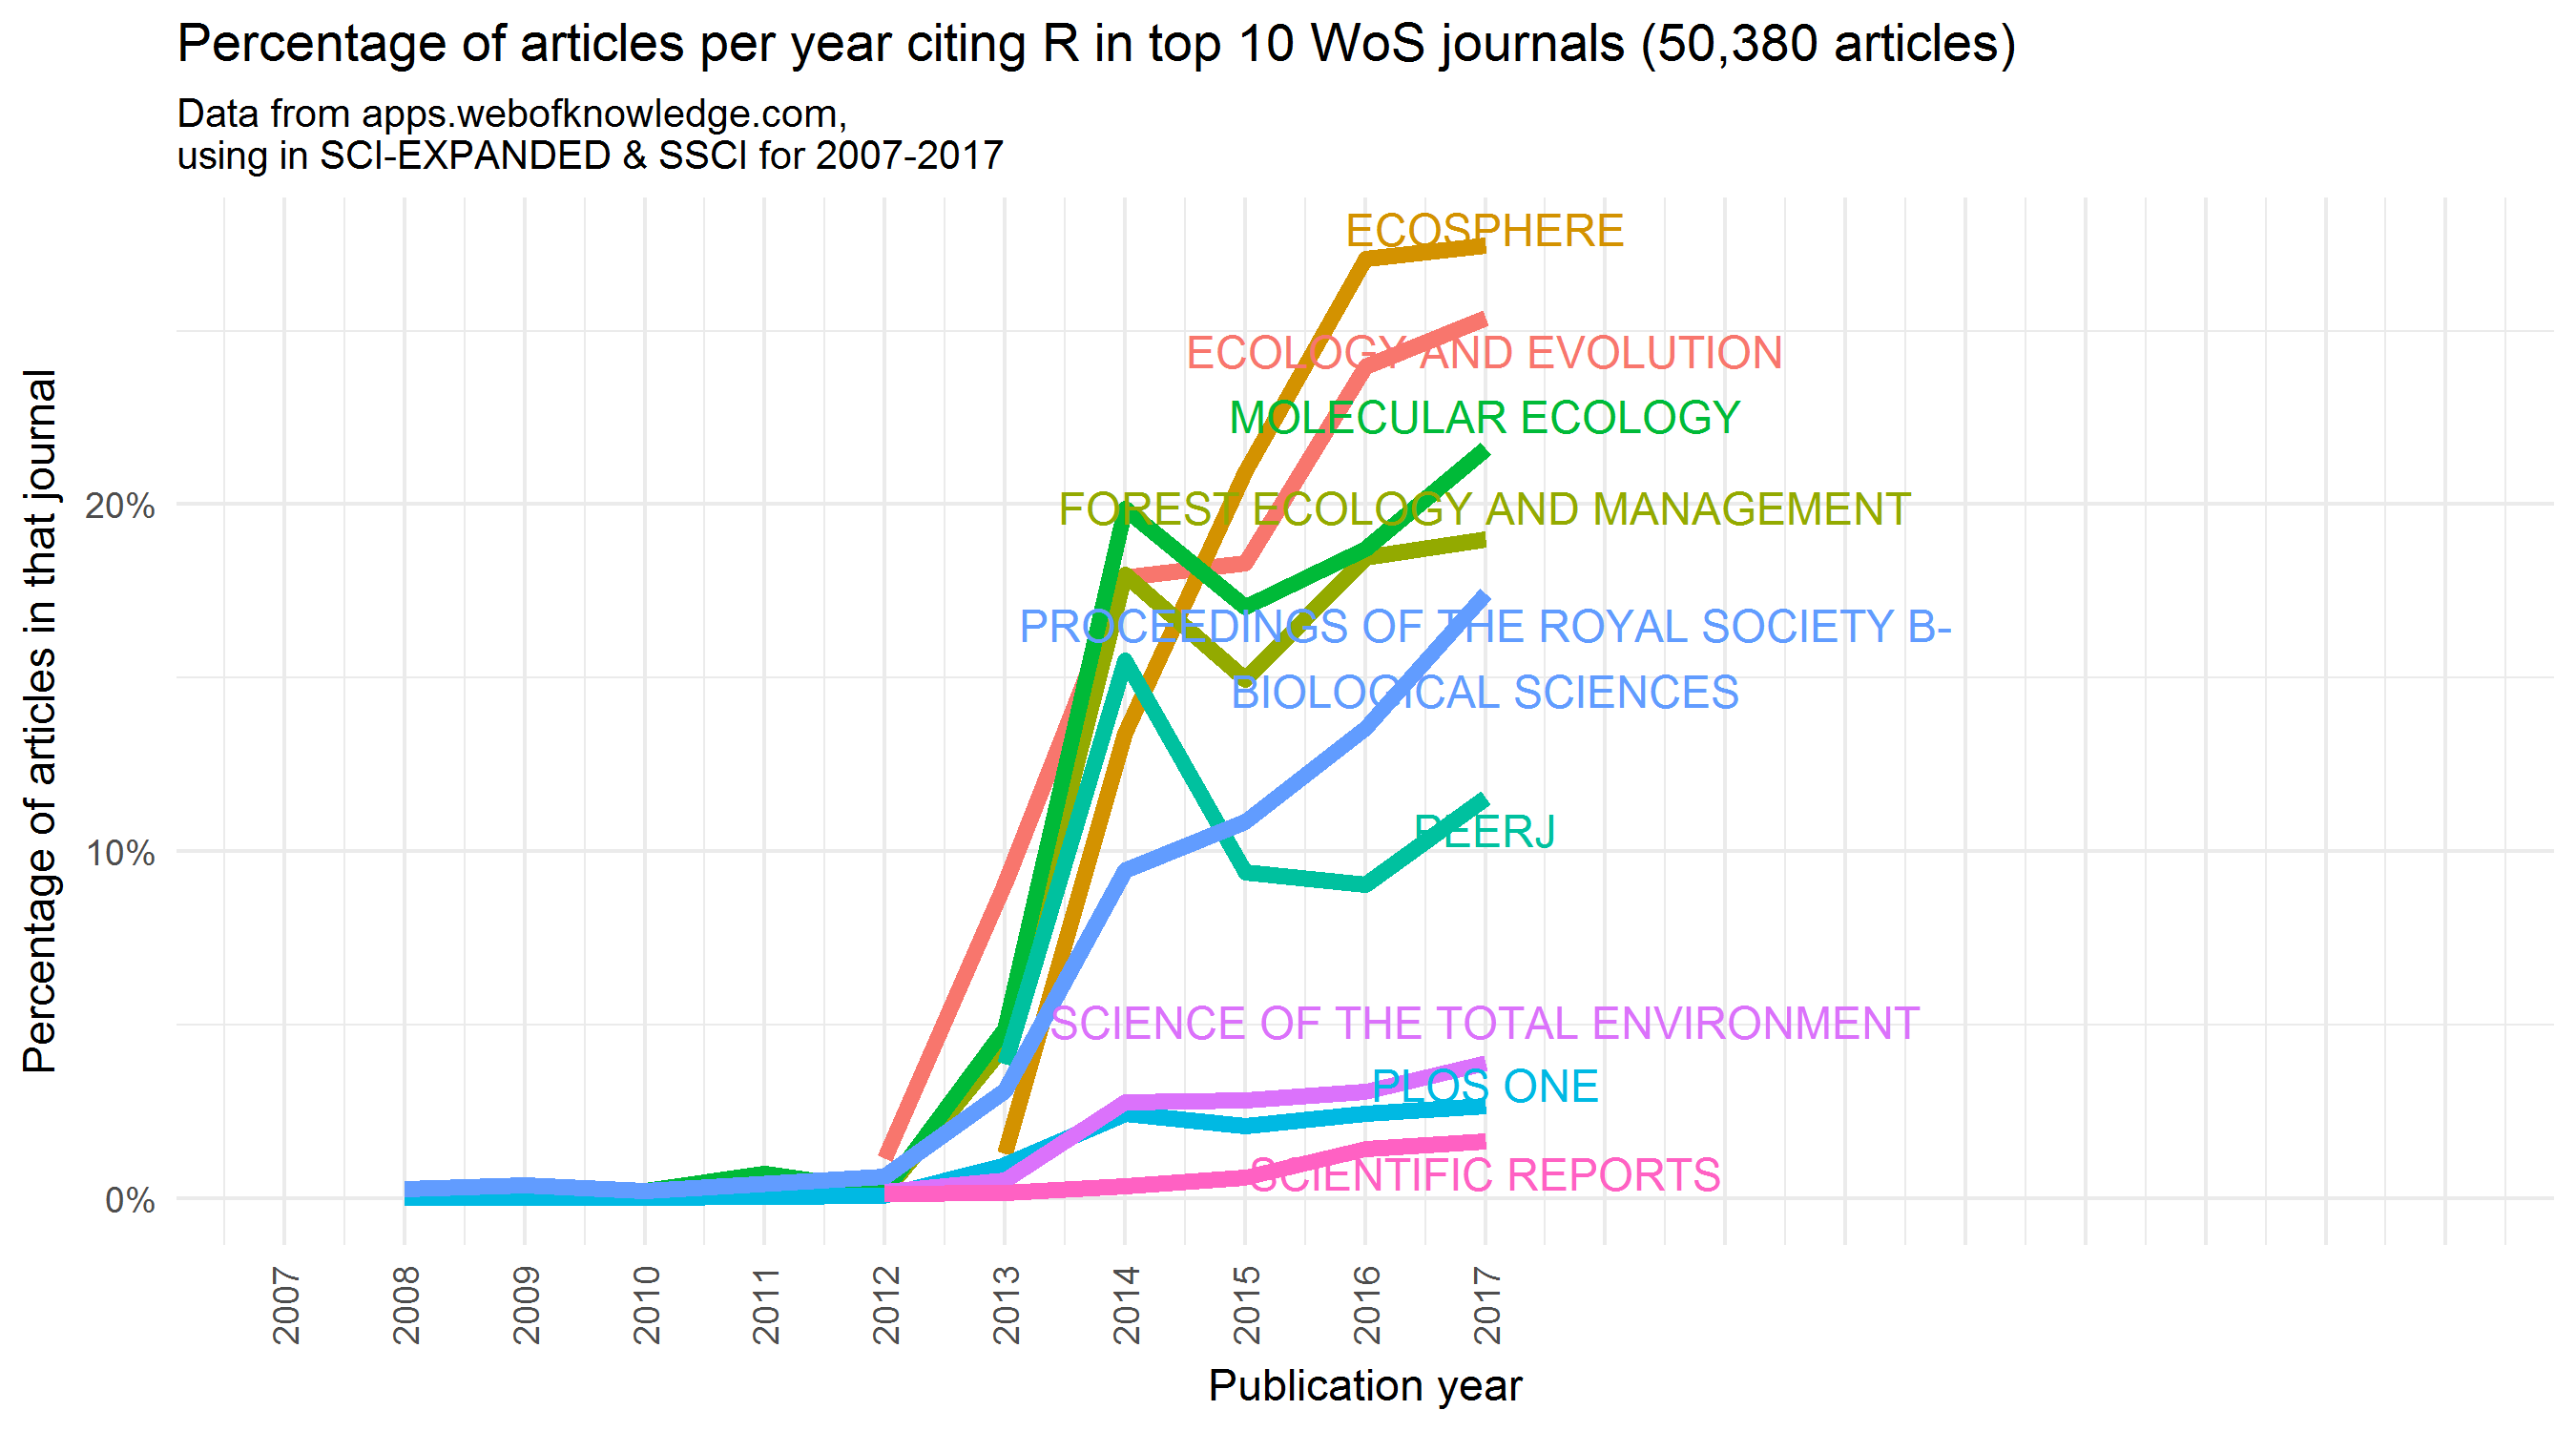 Percentage of articles per year citing R in top 10 WoS journals (50,380 articles)
Data from apps.webofknowledge.com,
using in SCI-EXPANDED & SSCI for 2007-2017
Percentage of articles in that journal
20%
10%
0%
ECOSPHERE
ECOLOGY AND EVOLUTION
MOLECULAR ECOLOGY
FOREST ECOLOGY AND MANAGEMENT
PROCEEDINGS OF THE ROYAL SOCIETY B-
BIOLOGICAL SCIENCES
PEERJ
SCIENCE OF THE TOTAL ENVIRONMENT
PLOS ONE
SCIENTIFIC REPORTS
2007
2008
2009
2010
2011
2012
2013
2014
2015
2016
2017
Publication year